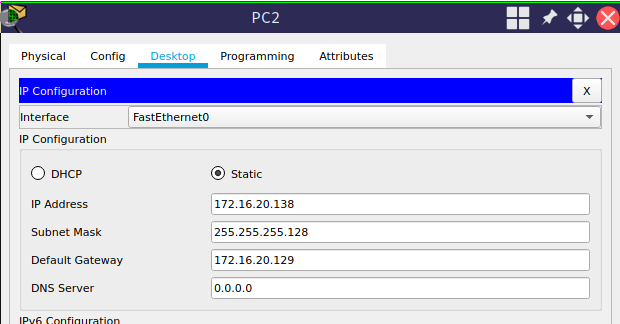 PC2
Physical Config Desktop Programming Attributes
IP Configuration X
Interface FastEthernet0
IP Configuration
DHCP Static
IP Address 172.16.20.138
Subnet Mask 255.255.255.128
Default Gateway 172.16.20.129
DNS Server 0.0.0.0
IPv6 Configuration